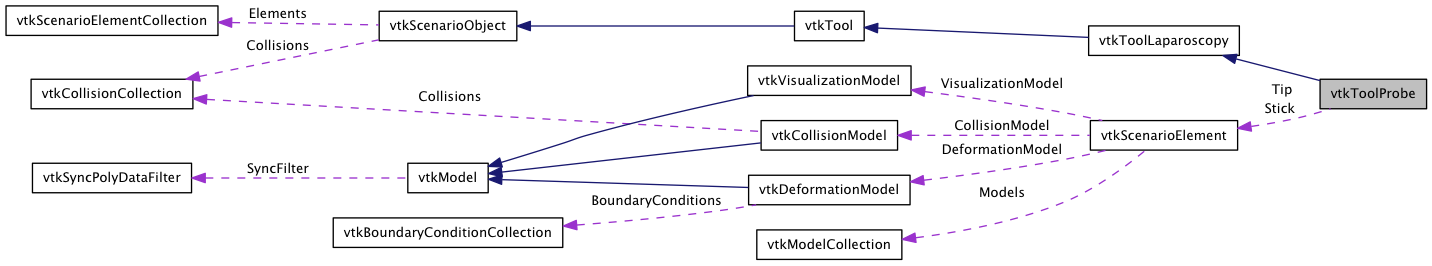 vtkScenarioElementCollection
Elements
vtkScenarioObject
vtkTool
vtkToolLaparoscopy
Collisions
vtkCollisionCollection
Collisions
vtkVisualizationModel
VisualizationModel
Tip
Stick
vtkToolProbe
vtkCollisionModel
CollisionModel
vtkScenarioElement
DeformationModel
vtkSyncPolyDataFilter
SyncFilter
vtkModel
vtkDeformationModel
Models
BoundaryConditions
vtkBoundaryConditionCollection
vtkModelCollection